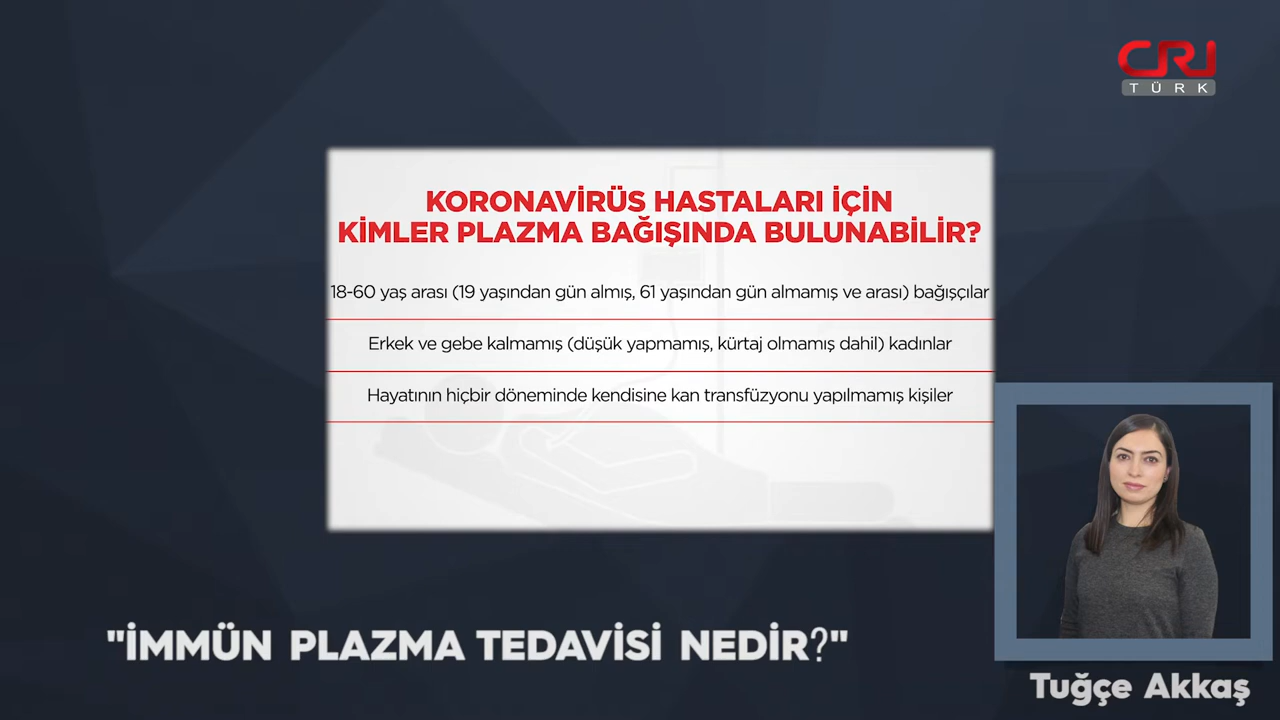 CRI
TÜRK
KORONAVİRÜS HASTALARI İÇİN
KİMLER PLAZMA BAĞIŞINDA BULUNABİLİR?
18-60 yaş arası (19 yaşından gün almış, 61 yaşından gün almamış ve arası) bağışçılar
Erkek ve gebe kalmamış (düşük yapmamış, kürtaj olmamış dahil) kadınlar
Hayatının hiçbir döneminde kendisine kan transfüzyonu yapılmamış kişiler
"İMMÜN PLAZMA TEDAVİSİ NEDİR?"
Tuğçe Akkaş